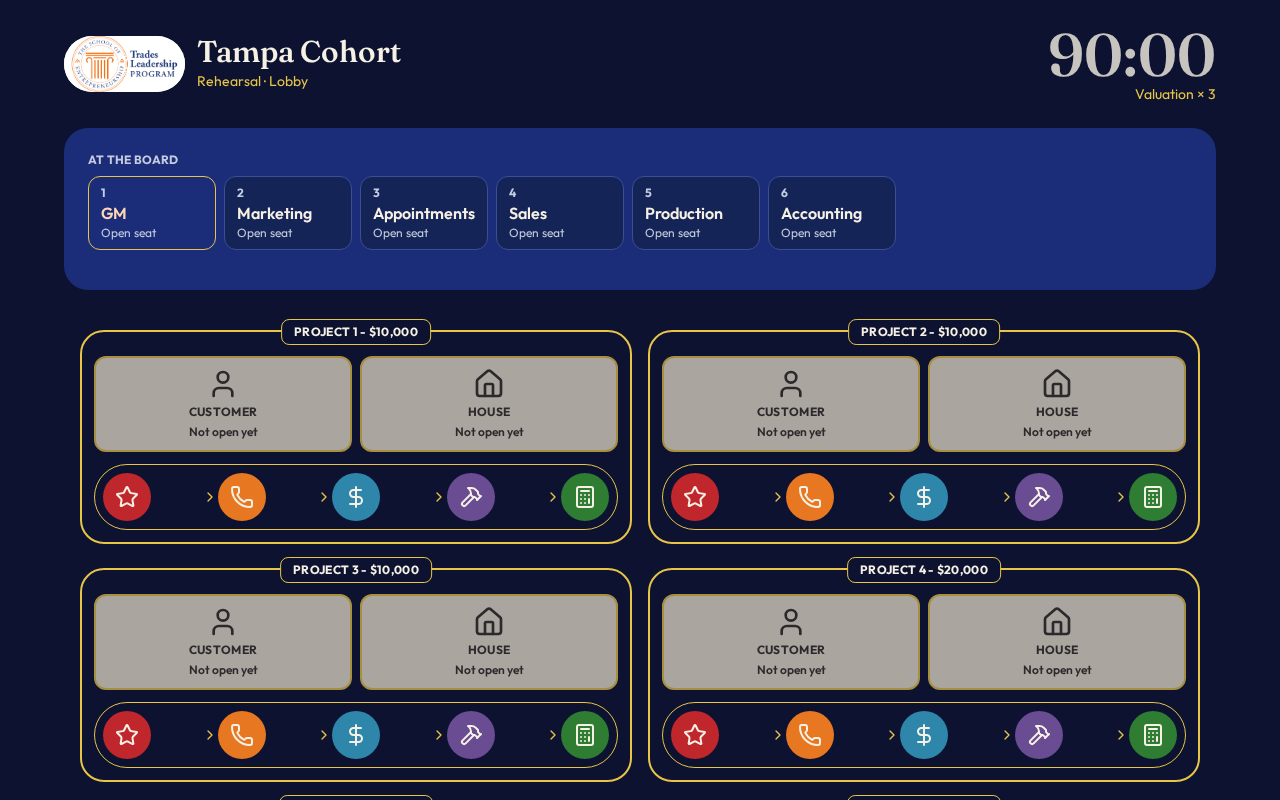 THE SCHOOL OF
ENTREPRENEURSHIP
Trades
Leadership
PROGRAM
Tampa Cohort
Rehearsal · Lobby
90:00
Valuation × 3
AT THE BOARD
1
GM
Open seat
2
Marketing
Open seat
3
Appointments
Open seat
4
Sales
Open seat
5
Production
Open seat
6
Accounting
Open seat
PROJECT 1 - $10,000
CUSTOMER
Not open yet
HOUSE
Not open yet
PROJECT 2 - $10,000
CUSTOMER
Not open yet
HOUSE
Not open yet
PROJECT 3 - $10,000
CUSTOMER
Not open yet
HOUSE
Not open yet
PROJECT 4 - $20,000
CUSTOMER
Not open yet
HOUSE
Not open yet